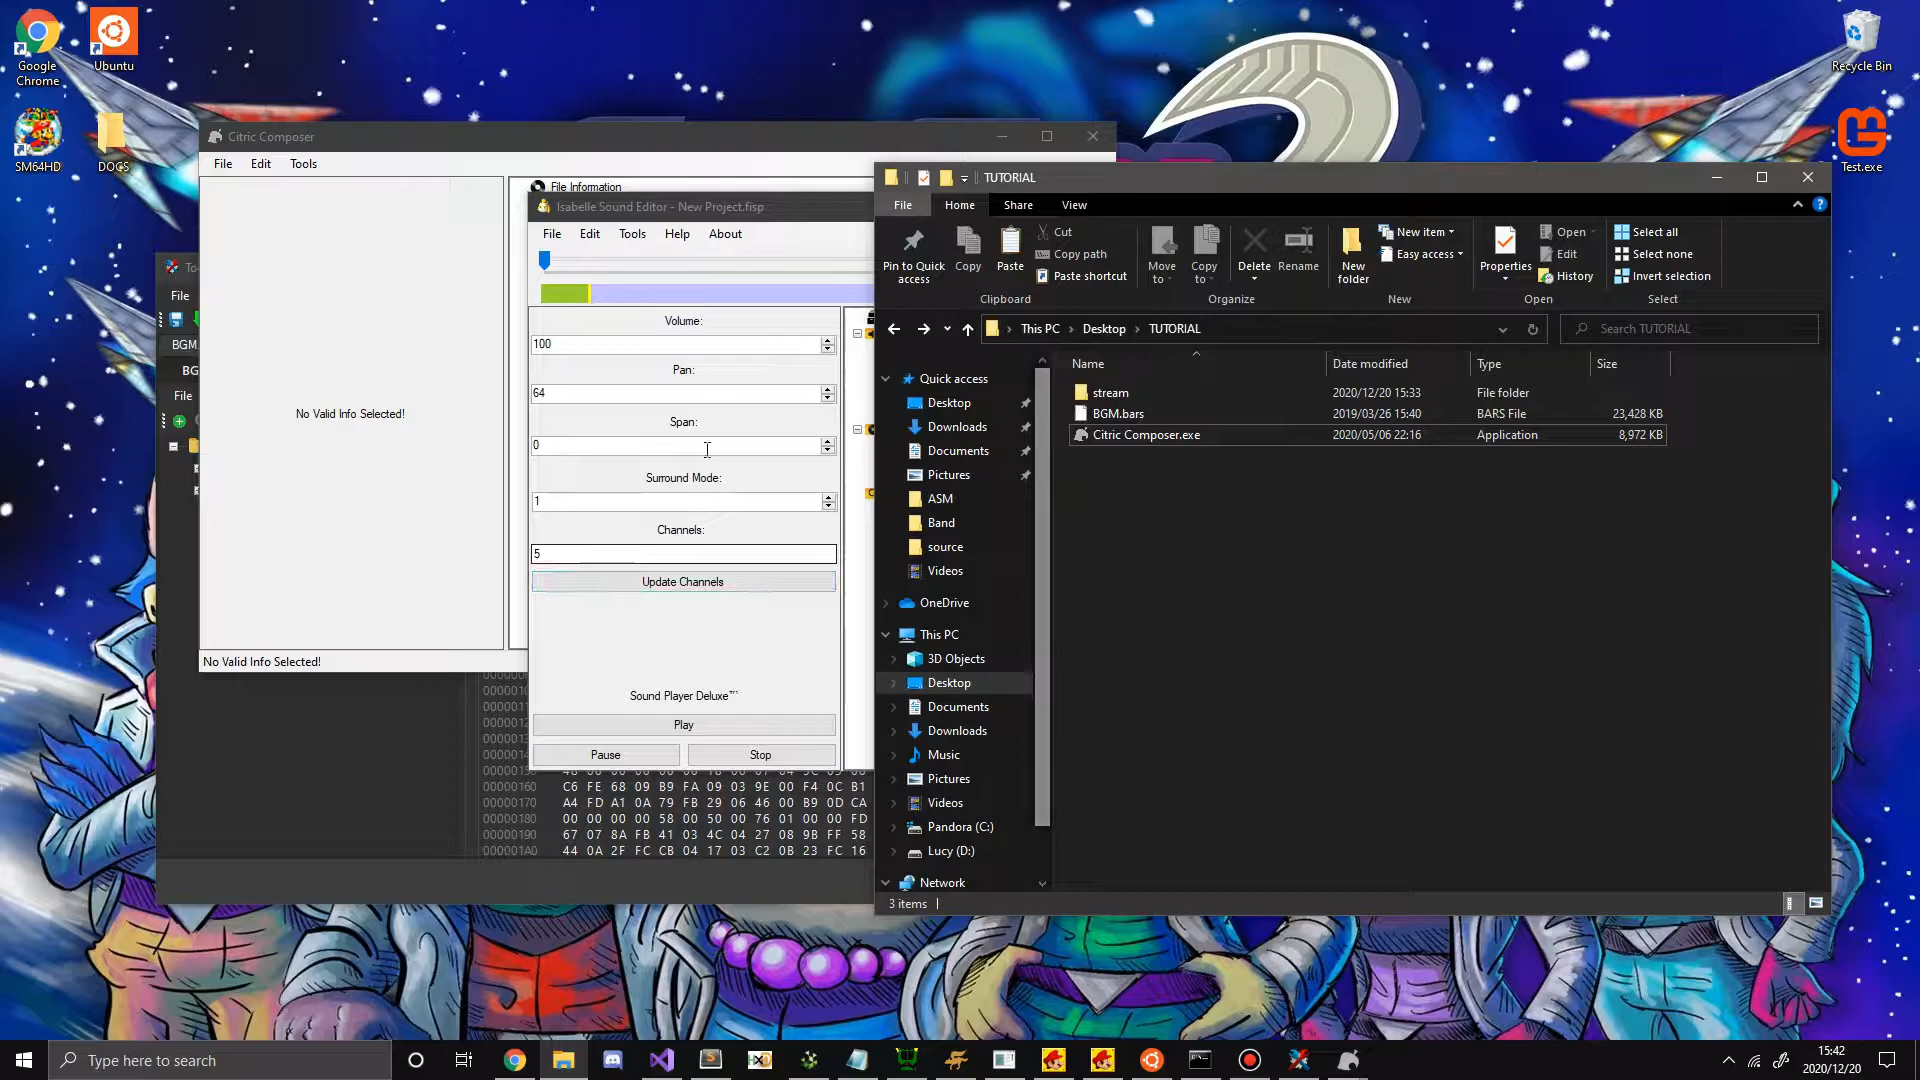 Google
Chrome
Ubuntu
SM64HD
DOCS
Recycle Bin
Test.exe
Citric Composer
File Edit Tools
No Valid Info Selected!
No Valid Info Selected!
File Information
File
BGM.
File
Isabelle Sound Editor - New Project.fisp
File Edit Tools Help About
Volume:
100
Pan:
64
Span:
0
Surround Mode:
1
Channels:
5
Update Channels
Sound Player Deluxe™
Play
Pause Stop
00000160 C6 FE 68 09 B9 FA 09 03 9E 00 F4 0C B1
00000170 A4 FD A1 0A 79 FB 29 06 46 00 B9 0D CA
00000180 00 00 00 00 58 00 50 00 76 01 00 00 FD
00000190 67 07 8A FB 41 03 4C 04 27 08 9B FF 58
000001A0 44 0A 2F FC CB 04 17 03 C2 0B 23 FC 16
TUTORIAL
File Home Share View
Pin to Quick
access
Copy
Paste
Cut
Copy path
Paste shortcut
Clipboard
Move
to
Copy
to
Delete
Rename
Organize
New
folder
New item
Easy access
New
Properties
Open
Edit
History
Open
Select all
Select none
Invert selection
Select
This PC Desktop TUTORIAL
Search TUTORIAL
Name Date modified Type Size
stream 2020/12/20 15:33 File folder
BGM.bars 2019/03/26 15:40 BARS File 23,428 KB
Citric Composer.exe 2020/05/06 22:16 Application 8,972 KB
Quick access
Desktop
Downloads
Documents
Pictures
ASM
Band
source
Videos
OneDrive
This PC
3D Objects
Desktop
Documents
Downloads
Music
Pictures
Videos
Pandora (C:)
Lucy (D:)
Network
3 items
Type here to search
15:42
2020/12/20